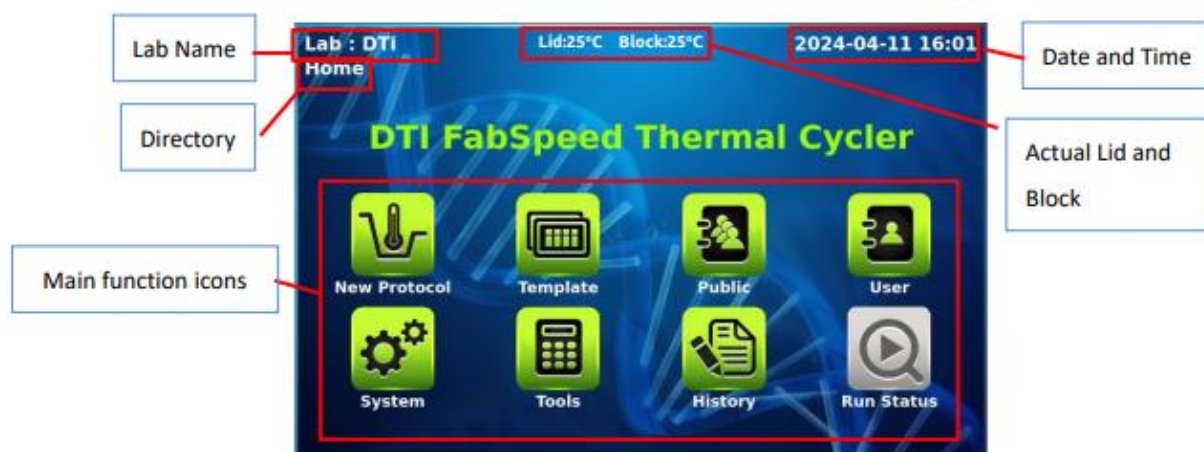 Lab Name
Lab : DTI
Lid:25°C Block:25°C
2024-04-11 16:01
Date and Time
Home
Directory
DTI FabSpeed Thermal Cycler
Actual Lid and
Block
Main function icons
New Protocol
Template
Public
User
System
Tools
History
Run Status